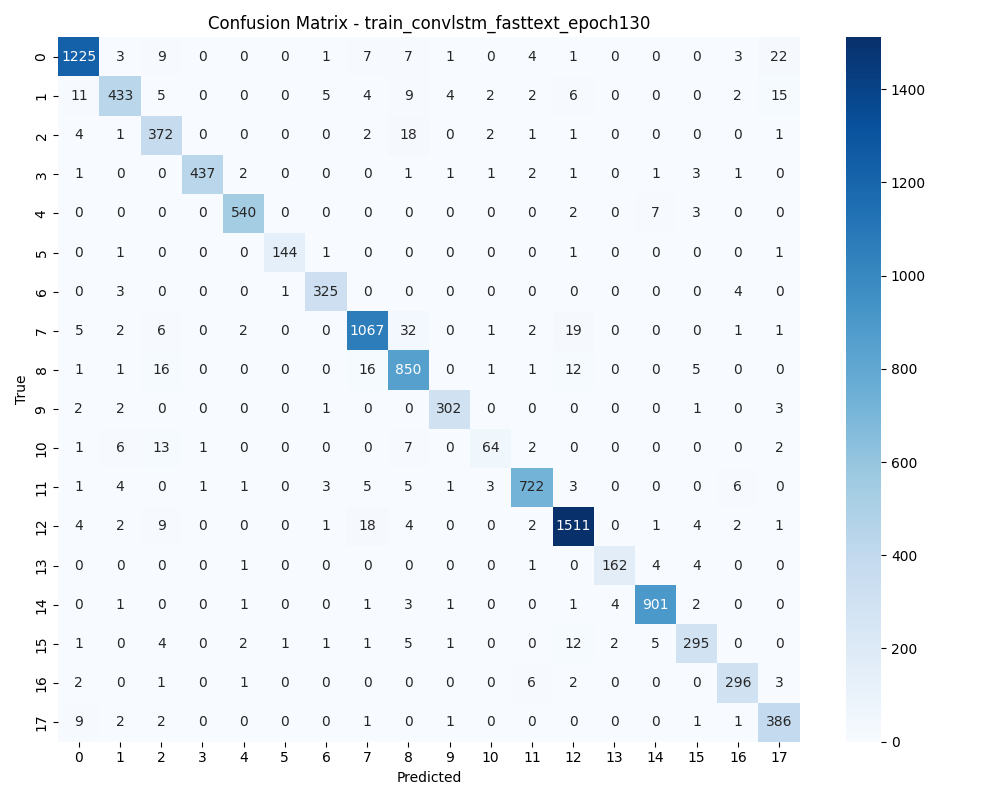 Confusion Matrix - train_convlstm_fasttext_epoch130
0 1225 3 9 0 0 0 1 7 7 1 0 4 1 0 0 0 3 22
1 11 433 5 0 0 0 5 4 9 4 2 2 6 0 0 0 2 15
2 4 1 372 0 0 0 0 2 18 0 2 1 1 0 0 0 0 1
3 1 0 0 437 2 0 0 0 1 1 1 2 1 0 1 3 1 0
4 0 0 0 0 540 0 0 0 0 0 0 0 2 0 7 3 0 0
5 0 1 0 0 0 144 1 0 0 0 0 0 1 0 0 0 0 1
6 0 3 0 0 0 1 325 0 0 0 0 0 0 0 0 0 4 0
7 5 2 6 0 2 0 0 1067 32 0 1 2 19 0 0 0 1 1
8 1 1 16 0 0 0 0 16 850 0 1 1 12 0 0 5 0 0
9 2 2 0 0 0 0 1 0 0 302 0 0 0 0 0 1 0 3
10 1 6 13 1 0 0 0 0 7 0 64 2 0 0 0 0 0 2
11 1 4 0 1 1 0 3 5 5 1 3 722 3 0 0 0 6 0
12 4 2 9 0 0 0 1 18 4 0 0 2 1511 0 1 4 2 1
13 0 0 0 0 1 0 0 0 0 0 0 1 0 162 4 4 0 0
14 0 1 0 0 1 0 0 1 3 1 0 0 1 4 901 2 0 0
15 1 0 4 0 2 1 1 1 5 1 0 0 12 2 5 295 0 0
16 2 0 1 0 1 0 0 0 0 0 0 6 2 0 0 0 296 3
17 9 2 2 0 0 0 0 1 0 1 0 0 0 0 0 1 1 386
0 1 2 3 4 5 6 7 8 9 10 11 12 13 14 15 16 17
Predicted
True
1400
1200
1000
800
600
400
200
0